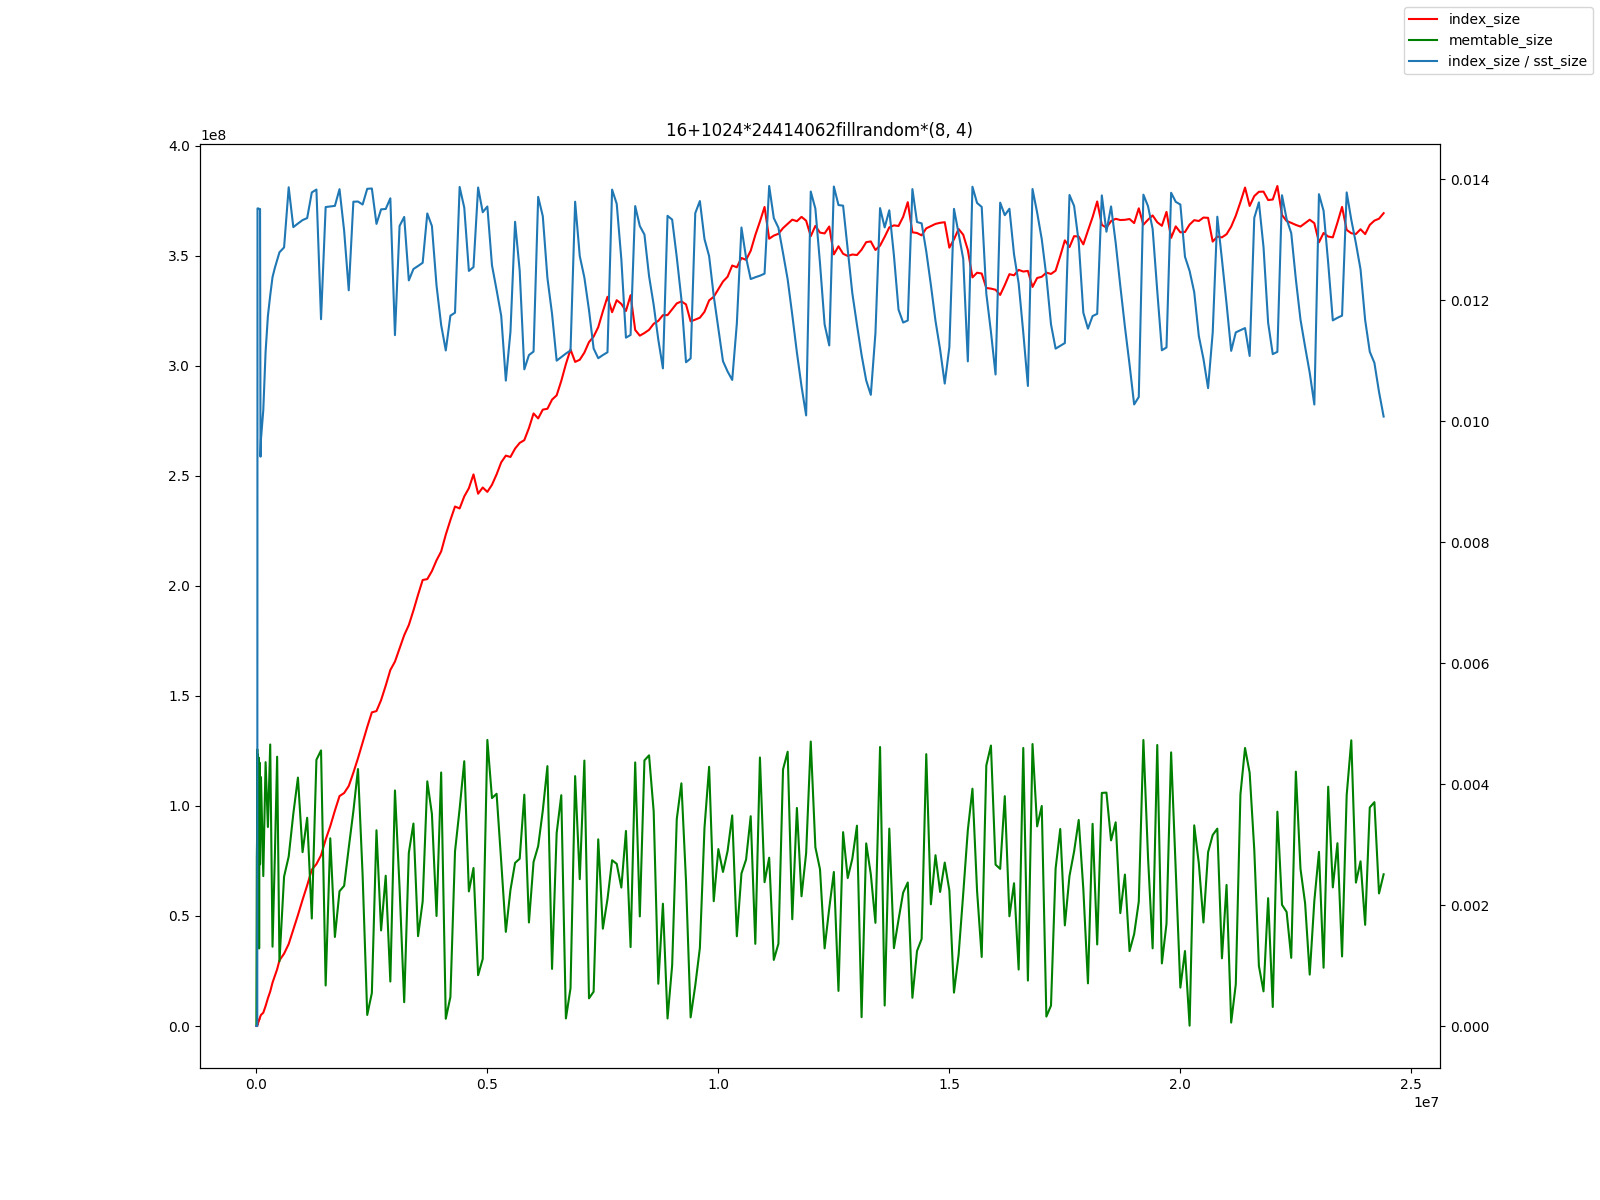 index_size
memtable_size
index_size / sst_size
16+1024*24414062fillrandom*(8, 4)
1e8
4.0
3.5
3.0
2.5
2.0
1.5
1.0
0.5
0.0
0.014
0.012
0.010
0.008
0.006
0.004
0.002
0.000
0.0 0.5 1.0 1.5 2.0 2.5
1e7